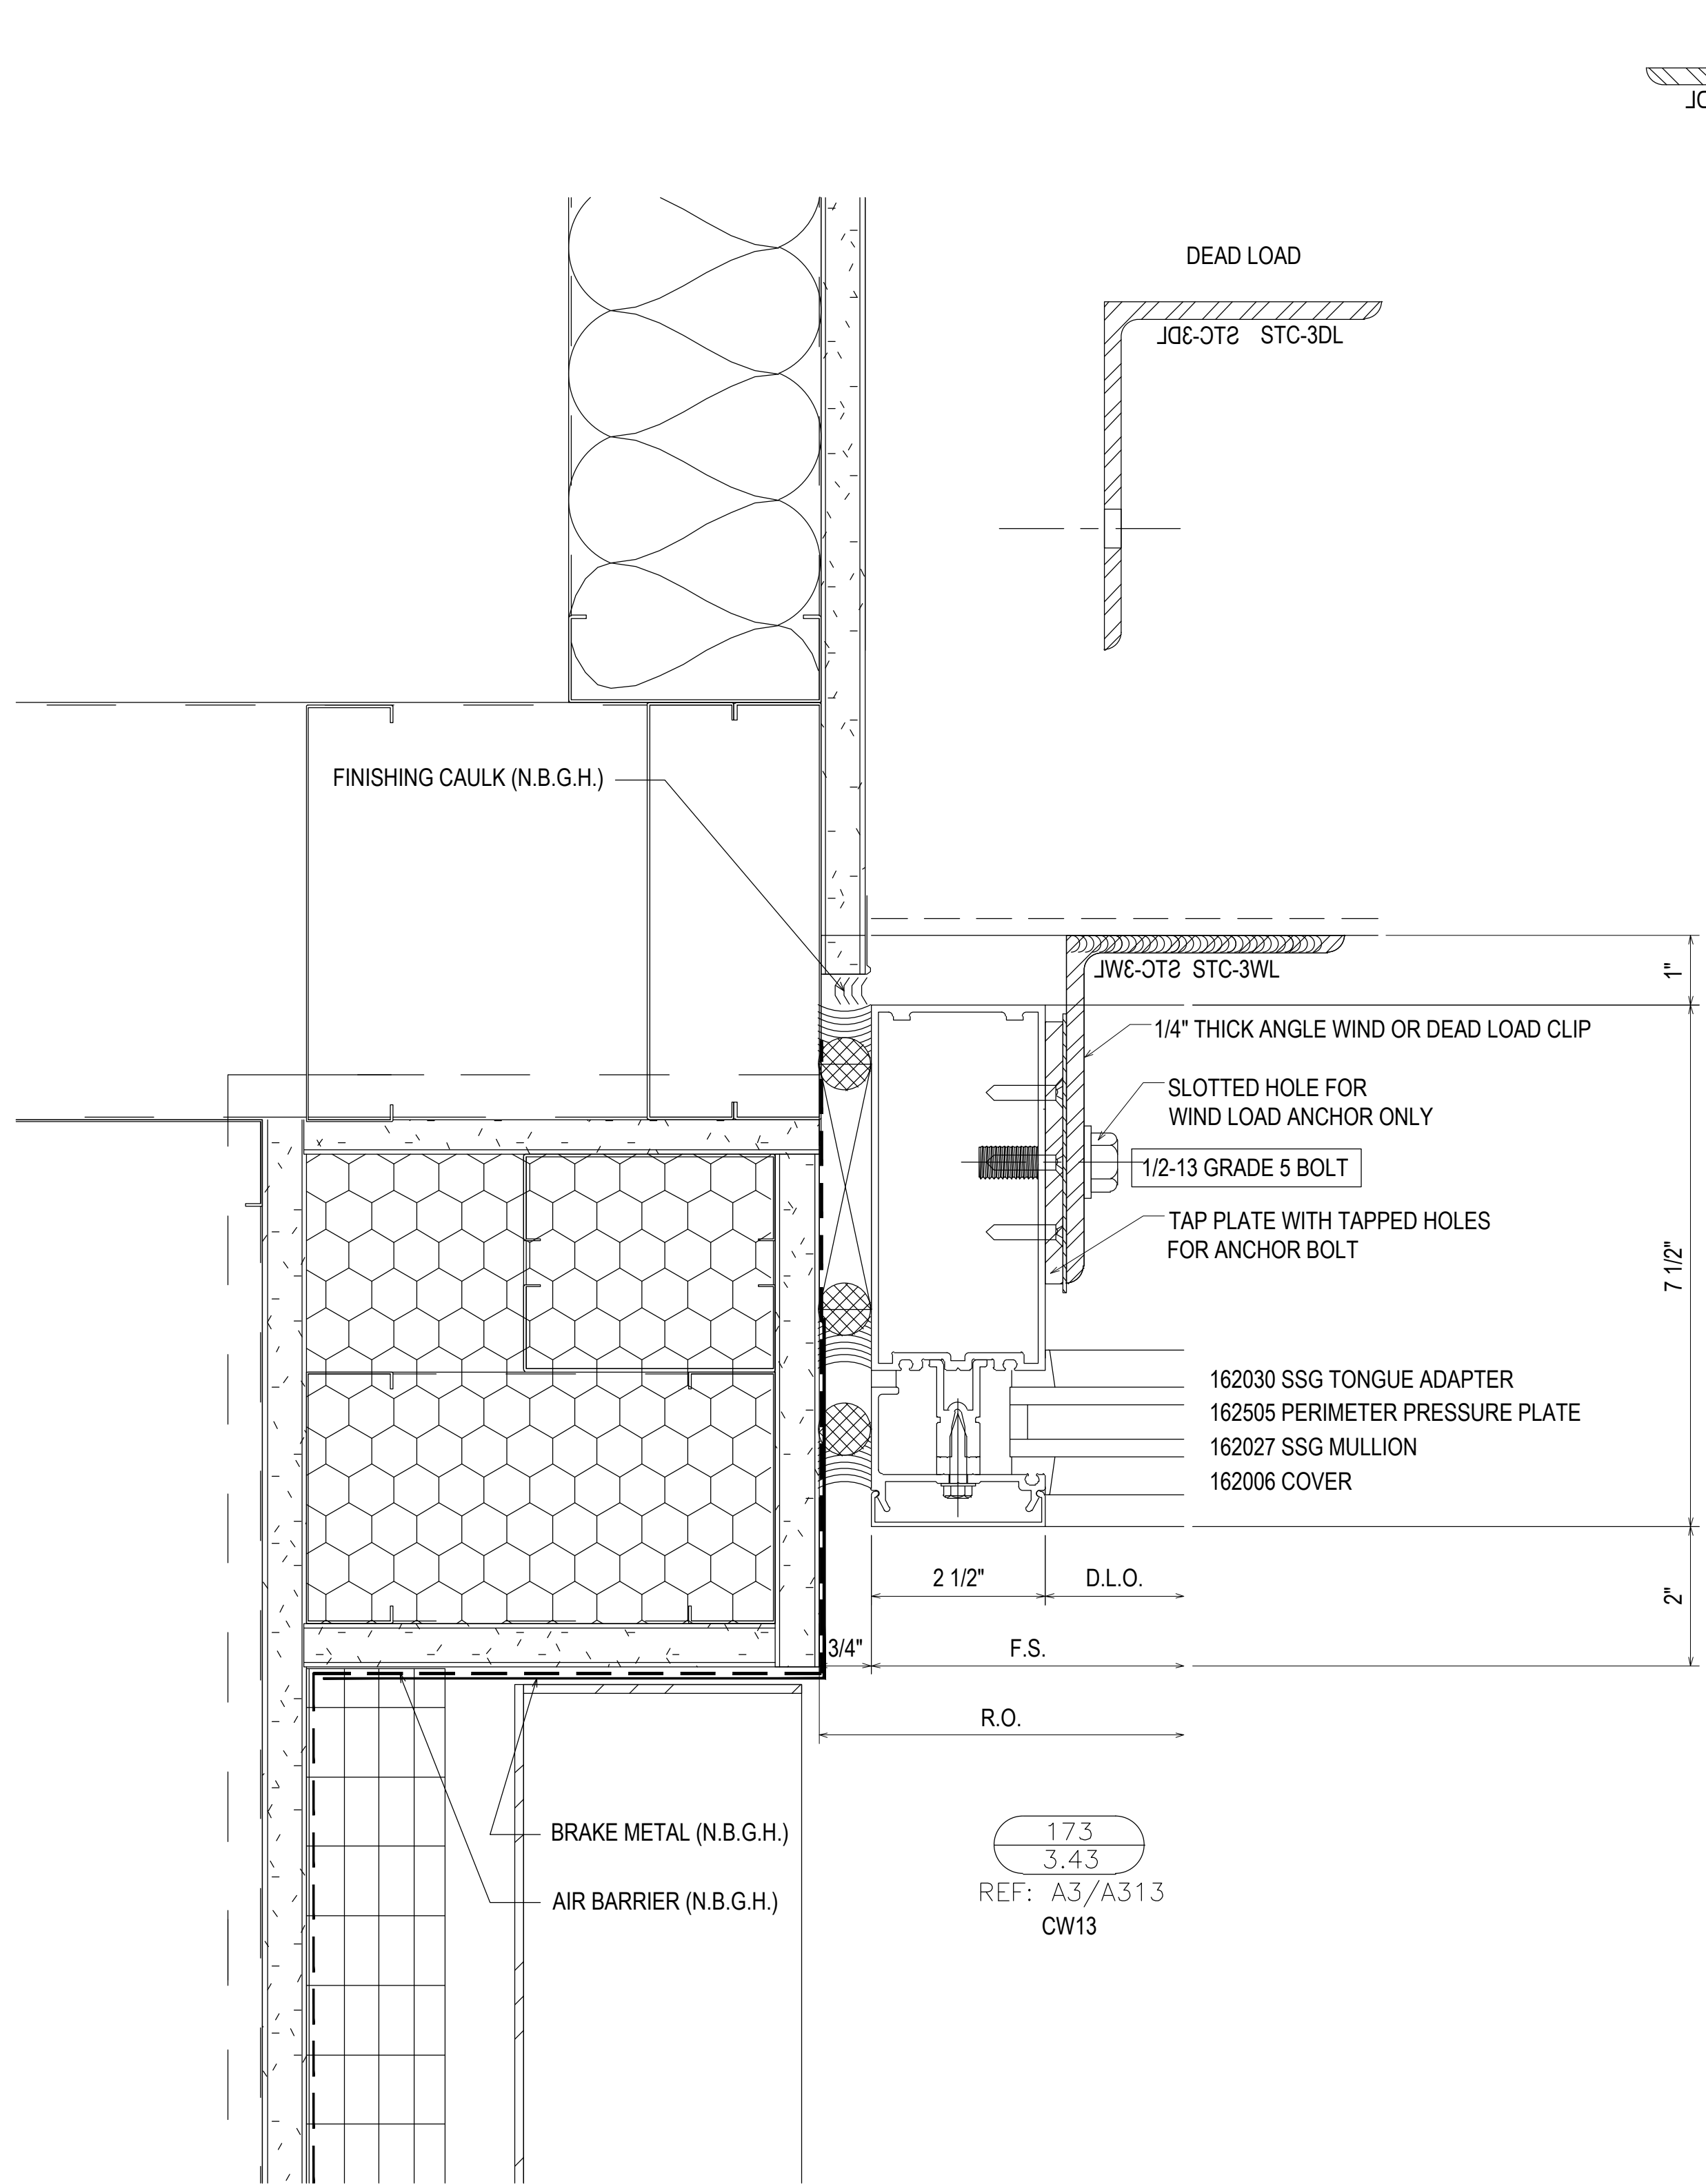 DEAD LOAD
STC-3DL STC-3DL
FINISHING CAULK (N.B.G.H.)
STC-3WL STC-3WL
1"
1/4" THICK ANGLE WIND OR DEAD LOAD CLIP
SLOTTED HOLE FOR
WIND LOAD ANCHOR ONLY
1/2-13 GRADE 5 BOLT
TAP PLATE WITH TAPPED HOLES
FOR ANCHOR BOLT
7 1/2"
162030 SSG TONGUE ADAPTER
162505 PERIMETER PRESSURE PLATE
162027 SSG MULLION
162006 COVER
2 1/2"
D.L.O.
2"
3/4"
F.S.
R.O.
BRAKE METAL (N.B.G.H.)
AIR BARRIER (N.B.G.H.)
173
3.43
REF: A3/A313
CW13